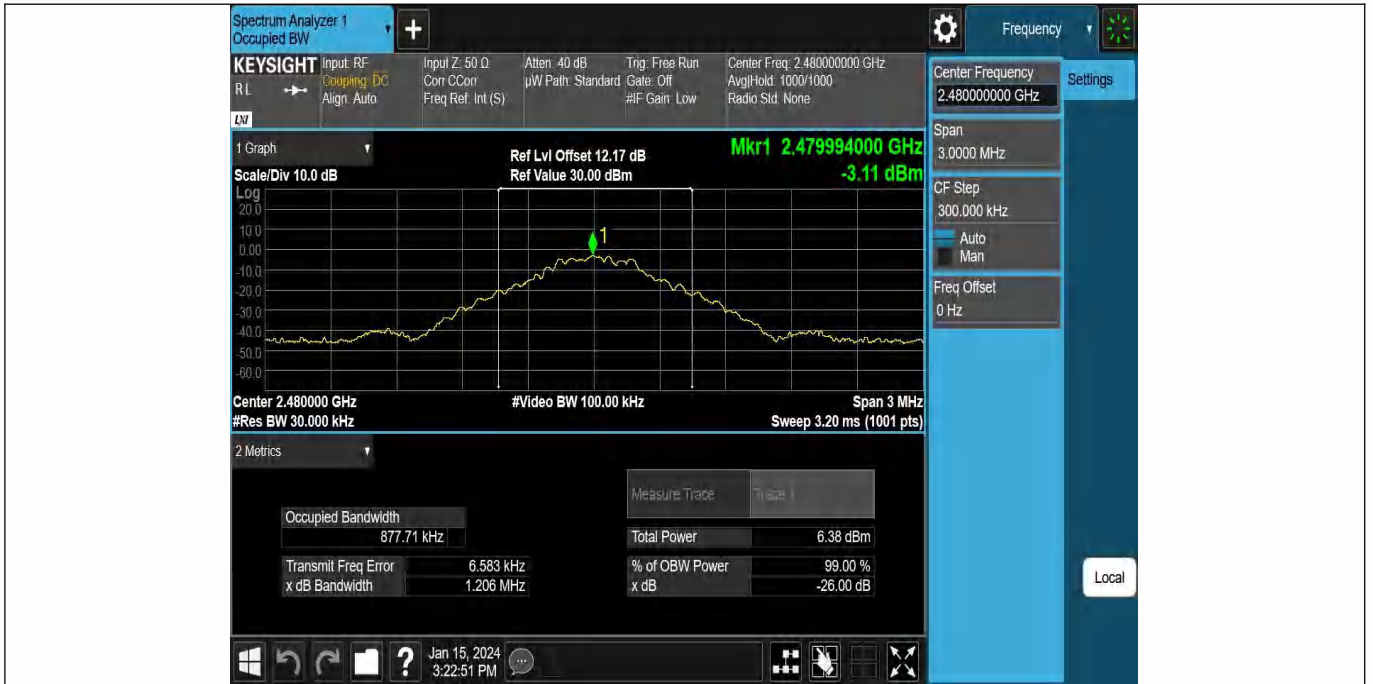 Spectrum Analyzer 1
Occupied BW
+
Frequency
KEYSIGHT
RL
LXI
Input: RF
Coupling: DC
Align: Auto
Input Z: 50 Ω
Corr CCorr
Freq Ref: Int (S)
Atten: 40 dB
µW Path: Standard
Trig: Free Run
Gate: Off
#IF Gain: Low
Center Freq: 2.480000000 GHz
Avg|Hold: 1000/1000
Radio Std: None
Center Frequency
2.480000000 GHz
Settings
Span
3.0000 MHz
CF Step
300.000 kHz
Auto
Man
Freq Offset
0 Hz
Local
1 Graph
Scale/Div 10.0 dB
Ref Lvl Offset 12.17 dB
Ref Value 30.00 dBm
Mkr1 2.479994000 GHz
-3.11 dBm
Log
20.0
10.0
0.00
-10.0
-20.0
-30.0
-40.0
-50.0
-60.0
1
Center 2.480000 GHz
#Video BW 100.00 kHz
Span 3 MHz
#Res BW 30.000 kHz
Sweep 3.20 ms (1001 pts)
2 Metrics
Measure Trace
Trace 1
Occupied Bandwidth
877.71 kHz
Total Power 6.38 dBm
Transmit Freq Error 6.583 kHz
% of OBW Power 99.00 %
x dB Bandwidth 1.206 MHz
x dB -26.00 dB
?
Jan 15, 2024
3:22:51 PM